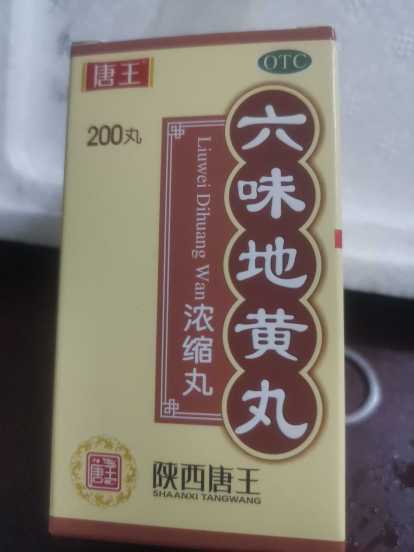 唐王
OTC
200丸
六味地黄丸
Liuwei Dihuang Wan
浓缩丸
唐王
陕西唐王
SHAANXI TANGWANG